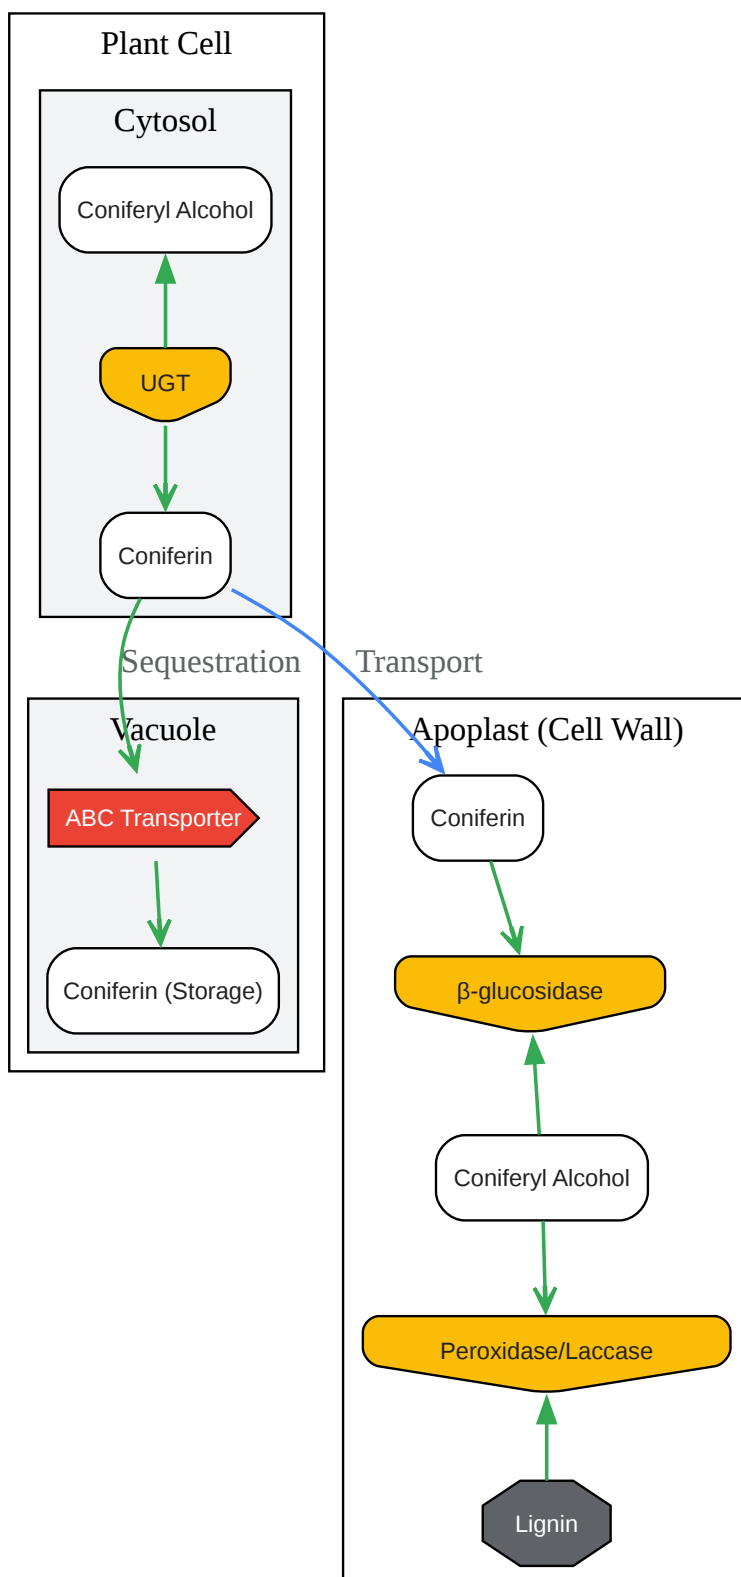 Plant Cell
Cytosol
Coniferyl Alcohol
UGT
Coniferin
Sequestration
Transport
Vacuole
Apoplast (Cell Wall)
ABC Transporter
Coniferin
Coniferin (Storage)
β-glucosidase
Coniferyl Alcohol
Peroxidase/Laccase
Lignin